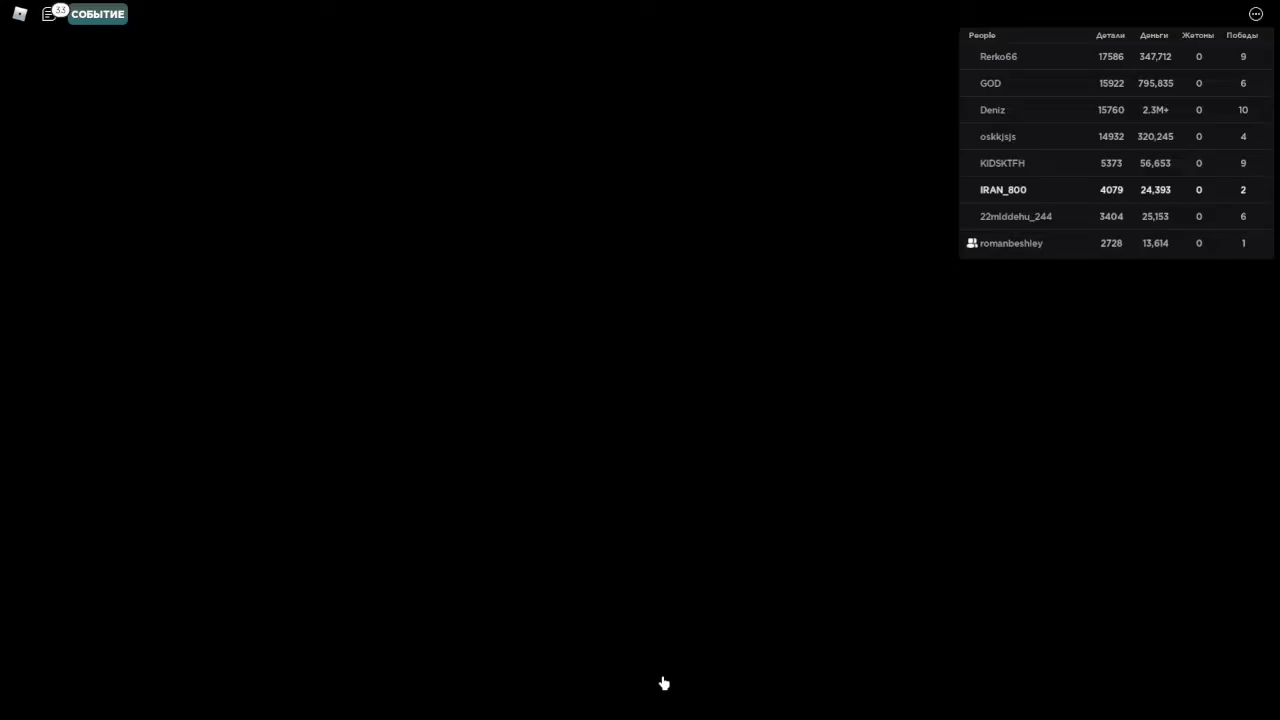 33
СОБЫТИЕ
People Детали Деньги Жетоны Победы
Rerko66 17586 347,712 0 9
GOD 15922 795,835 0 6
Deniz 15760 2.3M+ 0 10
oskkjsjs 14932 320,245 0 4
KIDSKTFH 5373 56,653 0 9
IRAN_800 4079 24,393 0 2
22mlddehu_244 3404 25,153 0 6
romanbeshley 2728 13,614 0 1